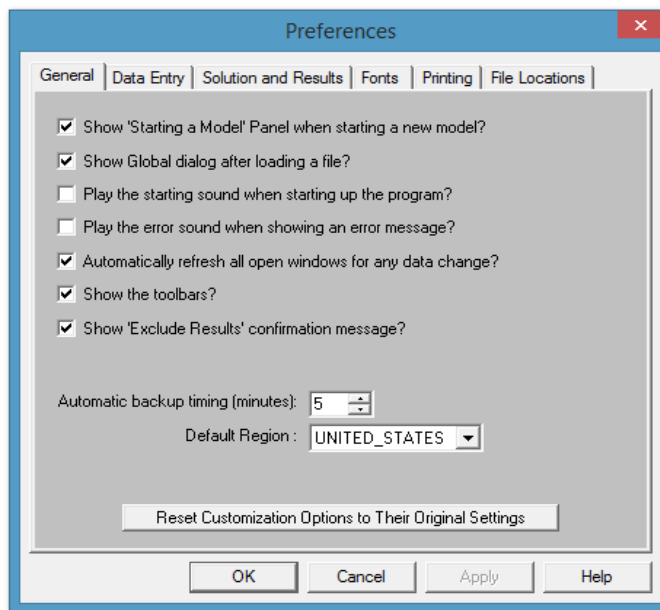 Preferences
General Data Entry Solution and Results Fonts Printing File Locations
Show 'Starting a Model' Panel when starting a new model?
Show Global dialog after loading a file?
Play the starting sound when starting up the program?
Play the error sound when showing an error message?
Automatically refresh all open windows for any data change?
Show the toolbars?
Show 'Exclude Results' confirmation message?
Automatic backup timing (minutes): 5
Default Region : UNITED_STATES
Reset Customization Options to Their Original Settings
OK Cancel Apply Help